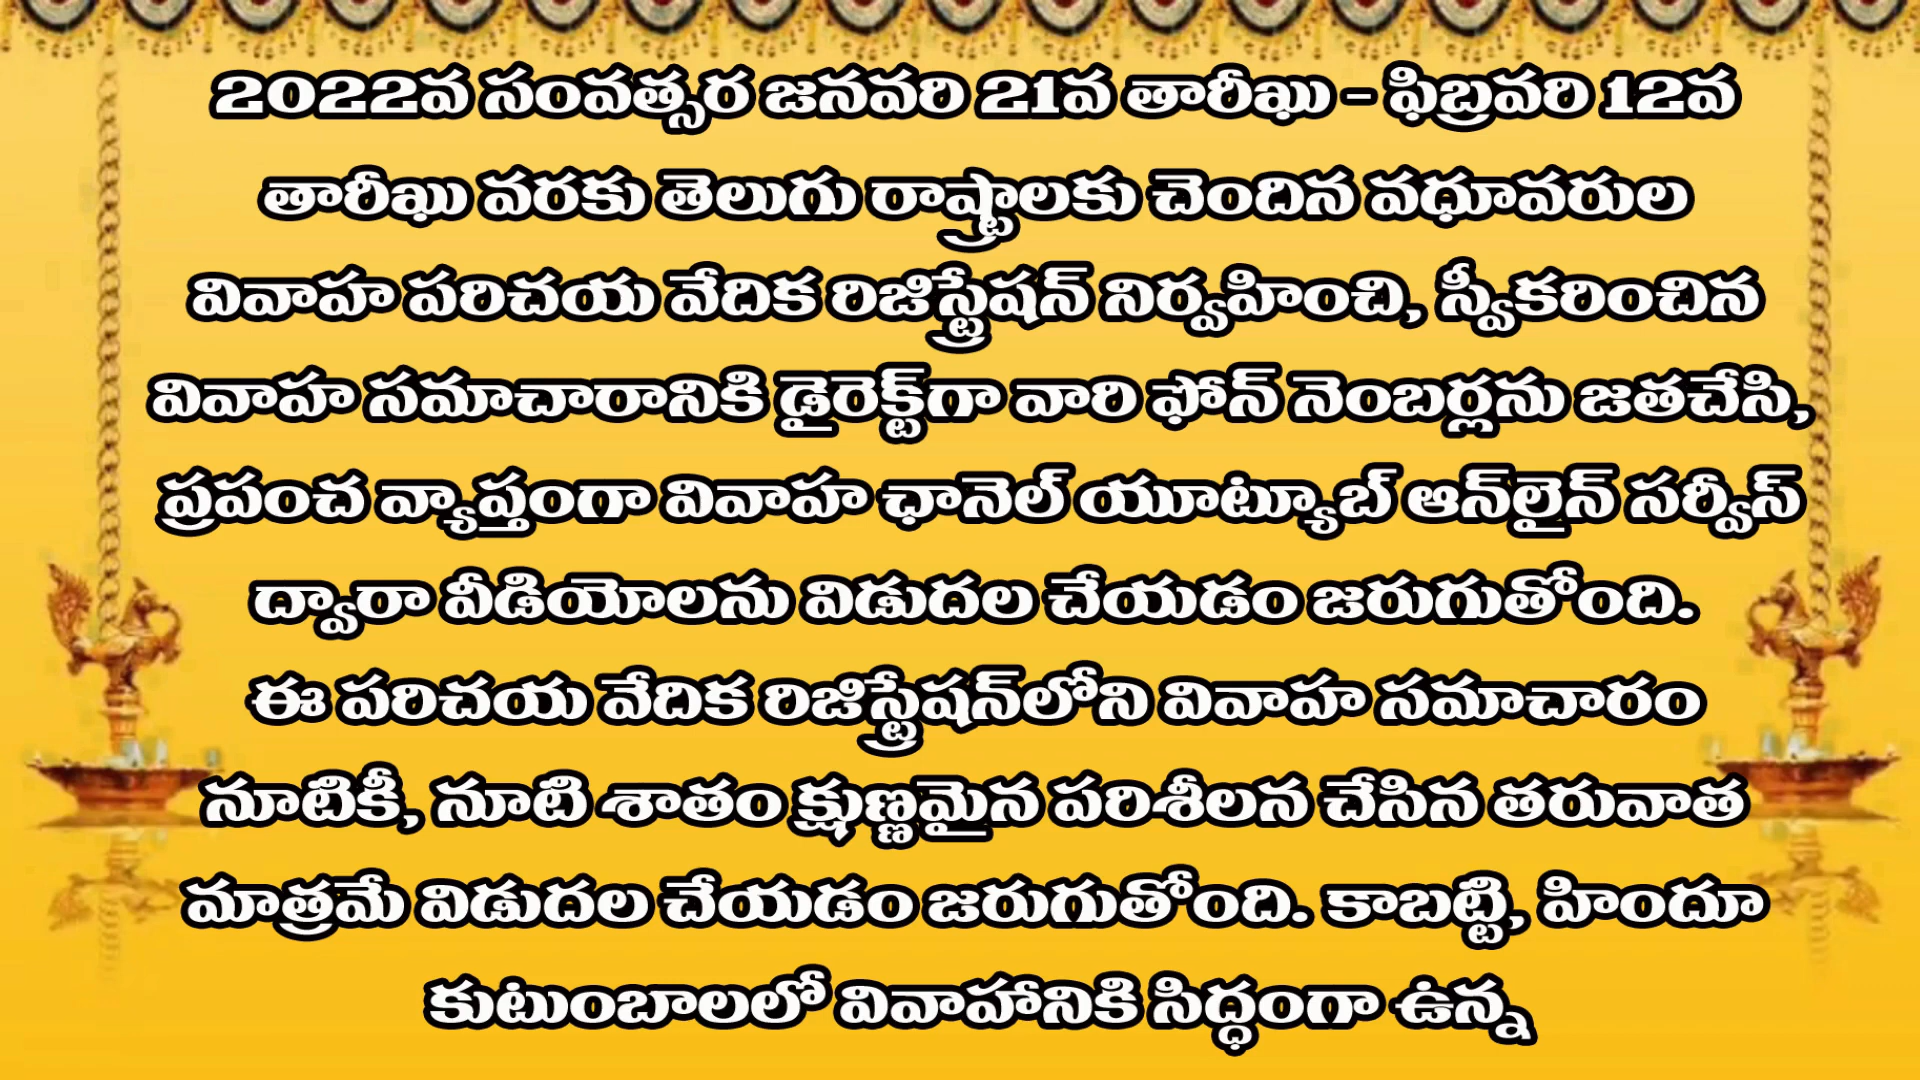 2022వ సంవత్సర జనవరి 21వ తారీఖు - ఫిబ్రవరి 12వ
తారీఖు వరకు తెలుగు రాష్ట్రాలకు చెందిన వధూవరుల
వివాహ పరిచయ వేదిక రిజిస్ట్రేషన్ నిర్వహించి, స్వీకరించిన
వివాహ సమాచారానికి డైరెక్ట్‌గా వారి ఫోన్ నెంబర్లను జతచేసి,
ప్రపంచ వ్యాప్తంగా వివాహ ఛానెల్ యూట్యూబ్ ఆన్‌లైన్ సర్వీస్
ద్వారా వీడియోలను విడుదల చేయడం జరుగుతోంది.
ఈ పరిచయ వేదిక రిజిస్ట్రేషన్‌లోని వివాహ సమాచారం
నూటికీ, నూటి శాతం క్షుణ్ణమైన పరిశీలన చేసిన తరువాత
మాత్రమే విడుదల చేయడం జరుగుతోంది. కాబట్టి, హిందూ
కుటుంబాలలో వివాహానికి సిద్ధంగా ఉన్న